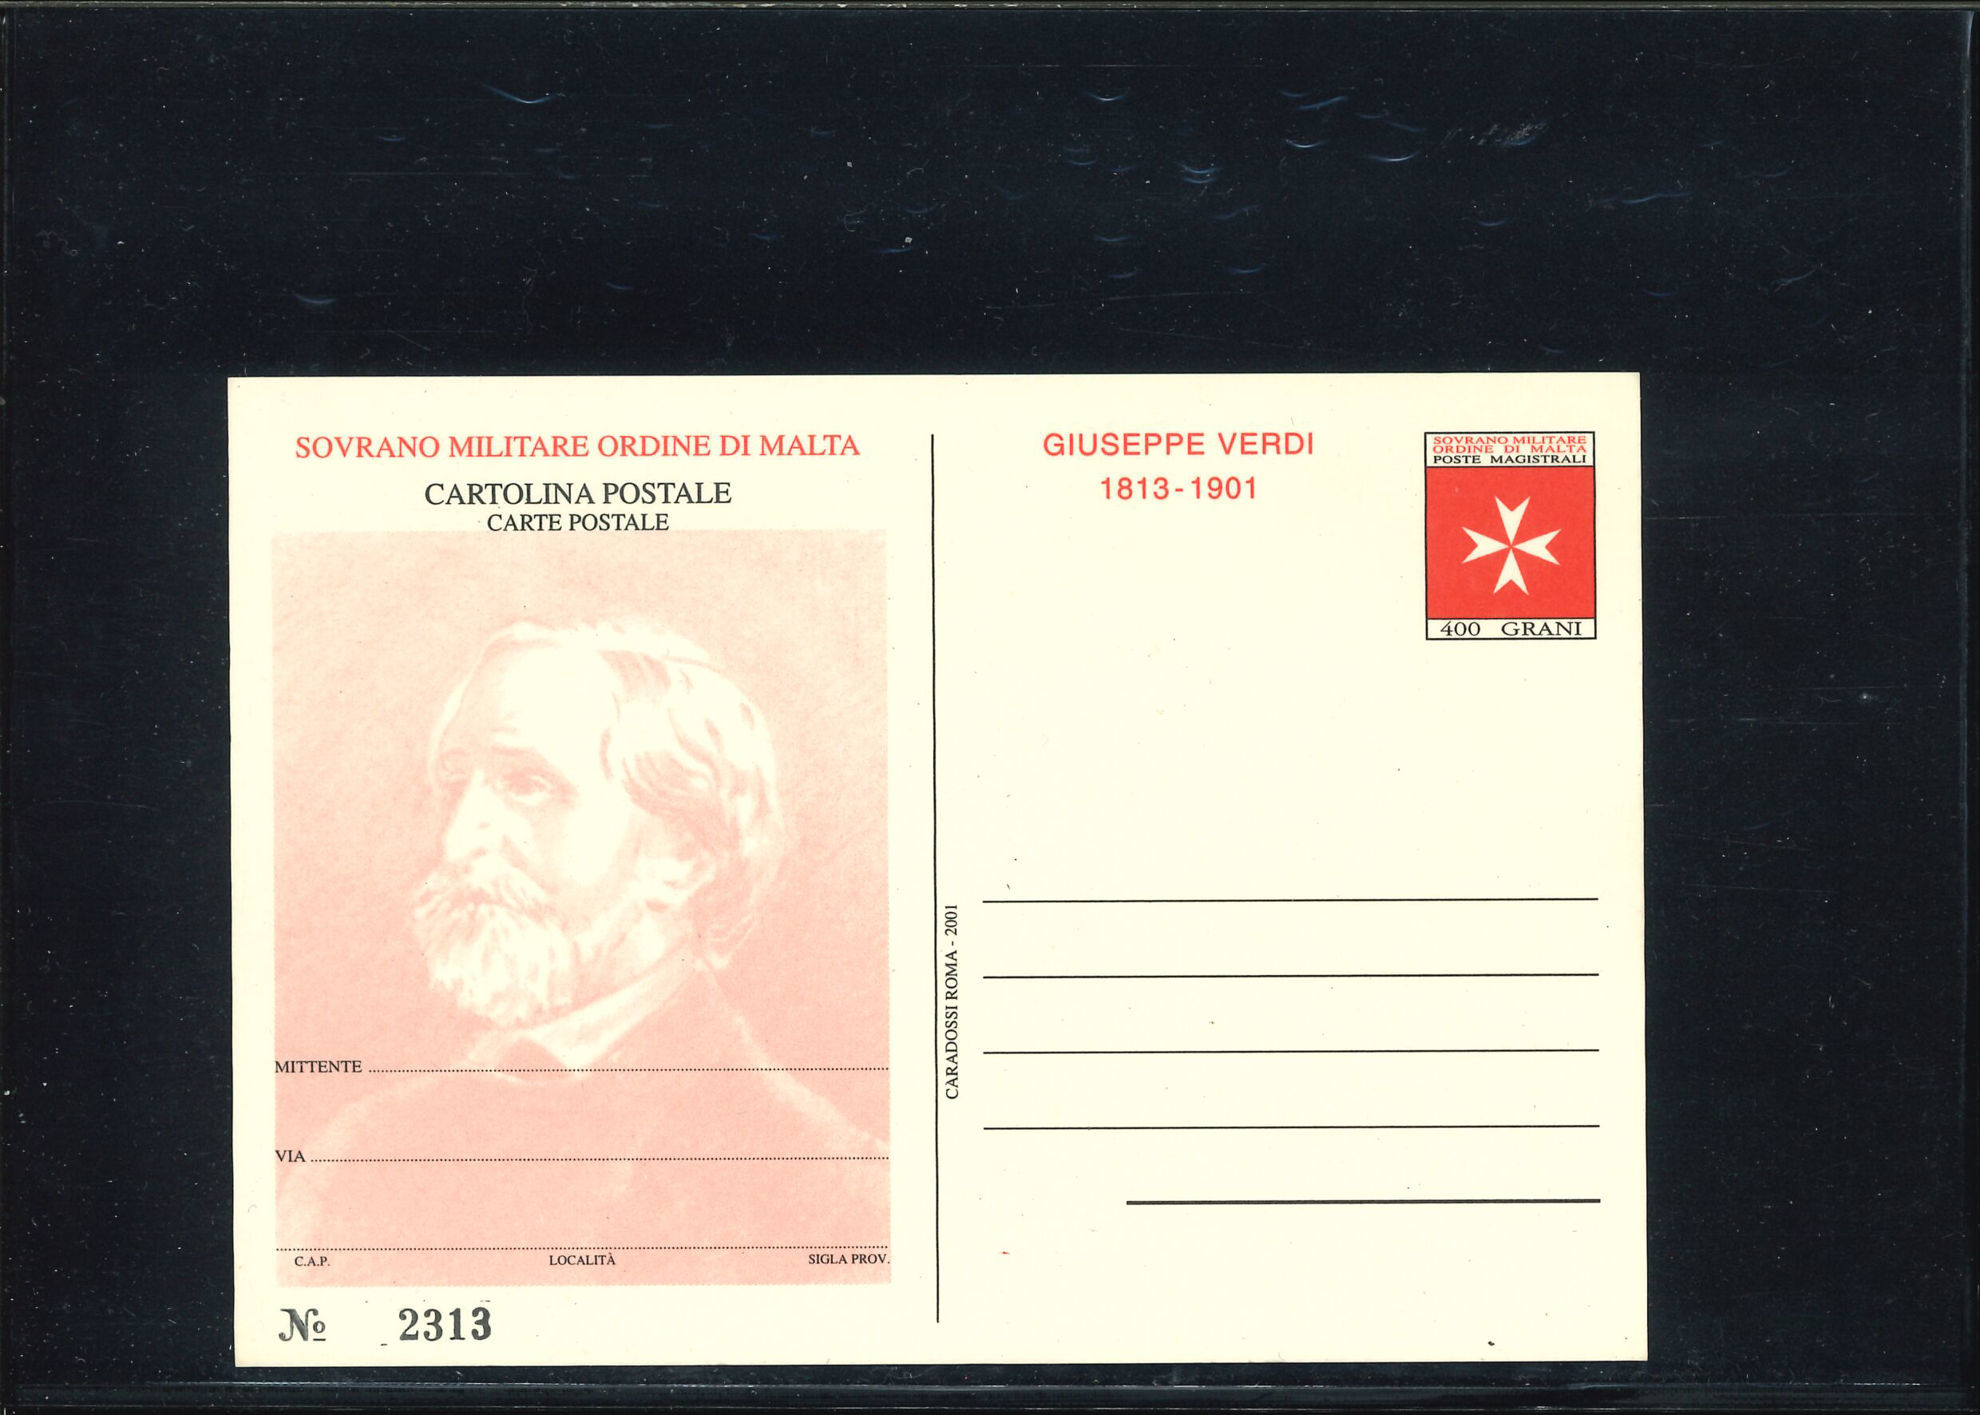 SOVRANO MILITARE ORDINE DI MALTA
CARTOLINA POSTALE
CARTE POSTALE
MITTENTE
VIA
C.A.P. LOCALITÀ SIGLA PROV.
№ 2313
CARADOSSI ROMA - 2001
GIUSEPPE VERDI
1813-1901
SOVRANO MILITARE
ORDINE DI MALTA
POSTE MAGISTRALI
400 GRANI